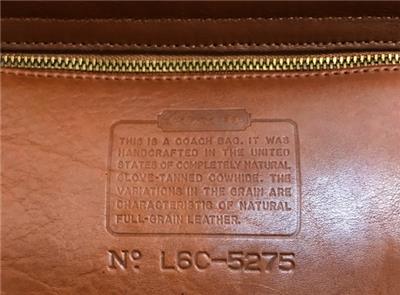 COACH
THIS IS A COACH BAG. IT WAS
HANDCRAFTED IN THE UNITED
STATES OF COMPLETELY NATURAL
GLOVE-TANNED COWHIDE. THE
VARIATIONS IN THE GRAIN ARE
CHARACTERISTIC OF NATURAL
FULL-GRAIN LEATHER.
Nº L6C-5275